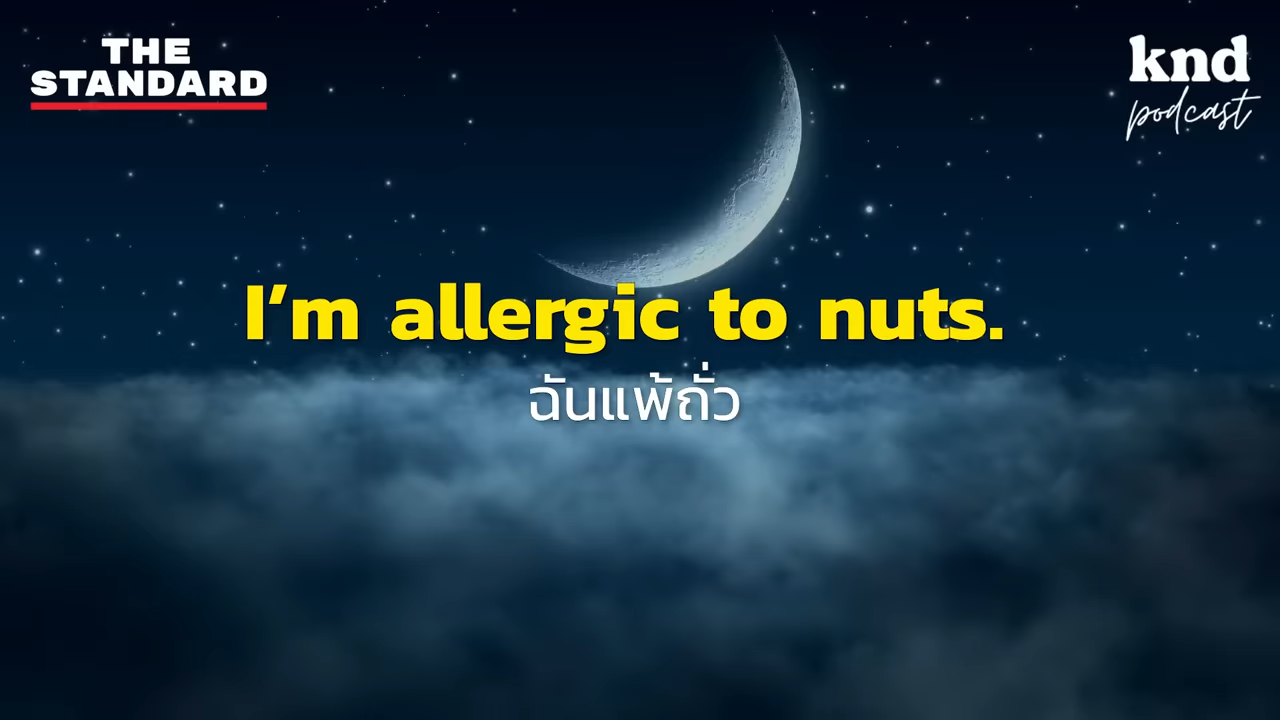 THE
STANDARD
knd
podcast
I’m allergic to nuts.
ฉันแพ้ถั่ว